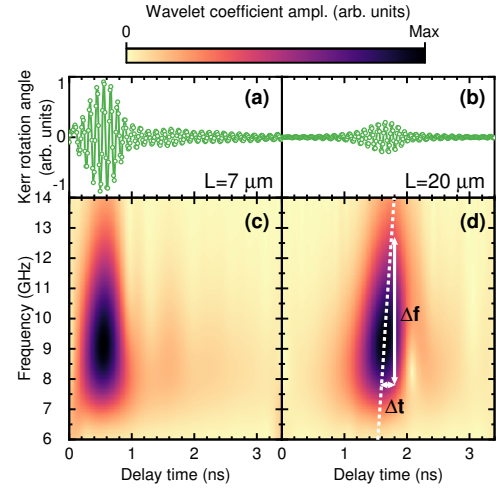 Wavelet coefficient ampl. (arb. units)
0 Max
Kerr rotation angle
(arb. units)
1
0
-1
(a)
L=7 μm
(b)
L=20 μm
Frequency (GHz)
14
13
12
11
10
9
8
7
6
(c)
(d)
Δf
Δt
0 1 2 3 0 1 2 3
Delay time (ns) Delay time (ns)